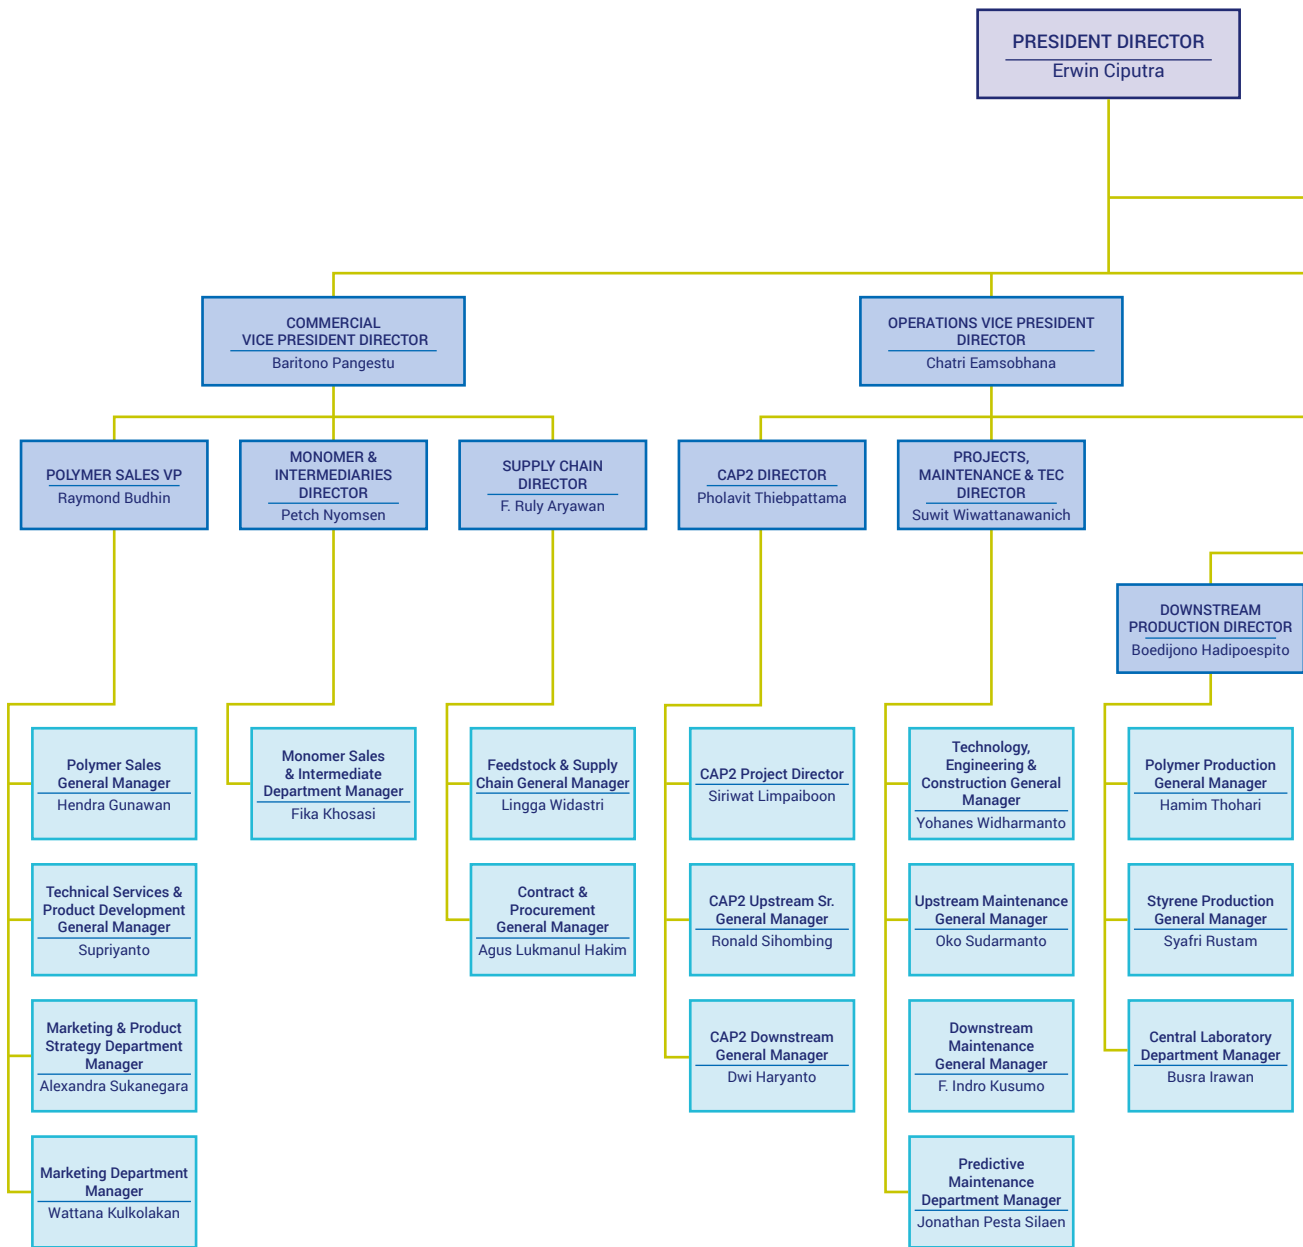 PRESIDENT DIRECTOR
Erwin Ciputra
COMMERCIAL
VICE PRESIDENT DIRECTOR
Baritono Pangestu
OPERATIONS VICE PRESIDENT
DIRECTOR
Chatri Eamsobhana
POLYMER SALES VP
Raymond Budhin
MONOMER &
INTERMEDIARIES
DIRECTOR
Petch Nyomsen
SUPPLY CHAIN
DIRECTOR
F. Ruly Aryawan
CAP2 DIRECTOR
Pholavit Thiebpattama
PROJECTS,
MAINTENANCE & TEC
DIRECTOR
Suwit Wiwattanawanich
DOWNSTREAM
PRODUCTION DIRECTOR
Boedijono Hadipoespito
Polymer Sales
General Manager
Hendra Gunawan
Monomer Sales
& Intermediate
Department Manager
Fika Khosasi
Feedstock & Supply
Chain General Manager
Lingga Widastri
CAP2 Project Director
Siriwat Limpaiboon
Technology,
Engineering &
Construction General
Manager
Yohanes Widharmanto
Polymer Production
General Manager
Hamim Thohari
Technical Services &
Product Development
General Manager
Supriyanto
Contract &
Procurement
General Manager
Agus Lukmanul Hakim
CAP2 Upstream Sr.
General Manager
Ronald Sihombing
Upstream Maintenance
General Manager
Oko Sudarmanto
Styrene Production
General Manager
Syafri Rustam
Marketing & Product
Strategy Department
Manager
Alexandra Sukanegara
CAP2 Downstream
General Manager
Dwi Haryanto
Downstream
Maintenance
General Manager
F. Indro Kusumo
Central Laboratory
Department Manager
Busra Irawan
Marketing Department
Manager
Wattana Kulkolakan
Predictive
Maintenance
Department Manager
Jonathan Pesta Silaen